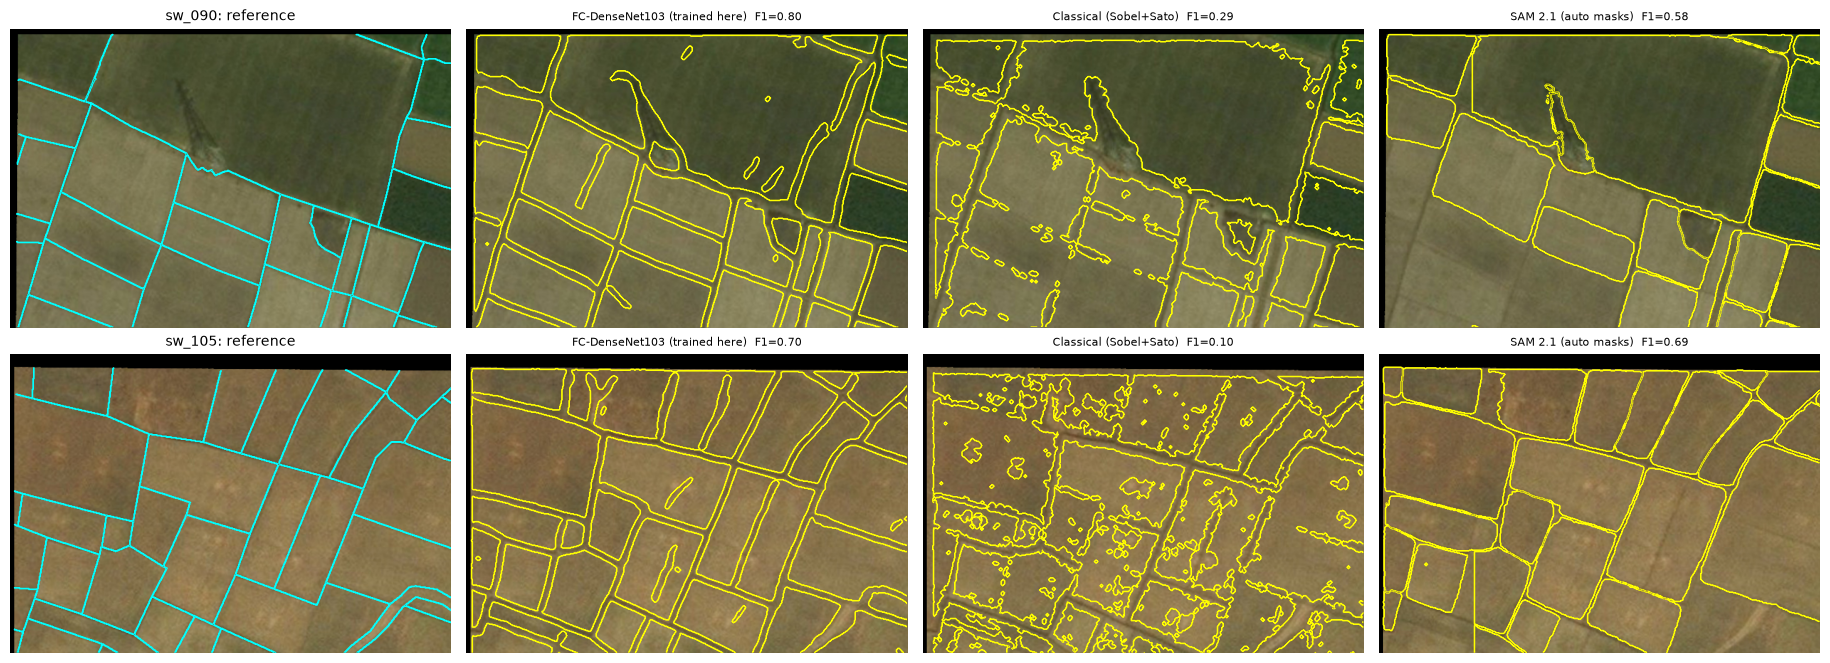 sw_090: reference
FC-DenseNet103 (trained here)  F1=0.80
Classical (Sobel+Sato)  F1=0.29
SAM 2.1 (auto masks)  F1=0.58
sw_105: reference
FC-DenseNet103 (trained here)  F1=0.70
Classical (Sobel+Sato)  F1=0.10
SAM 2.1 (auto masks)  F1=0.69